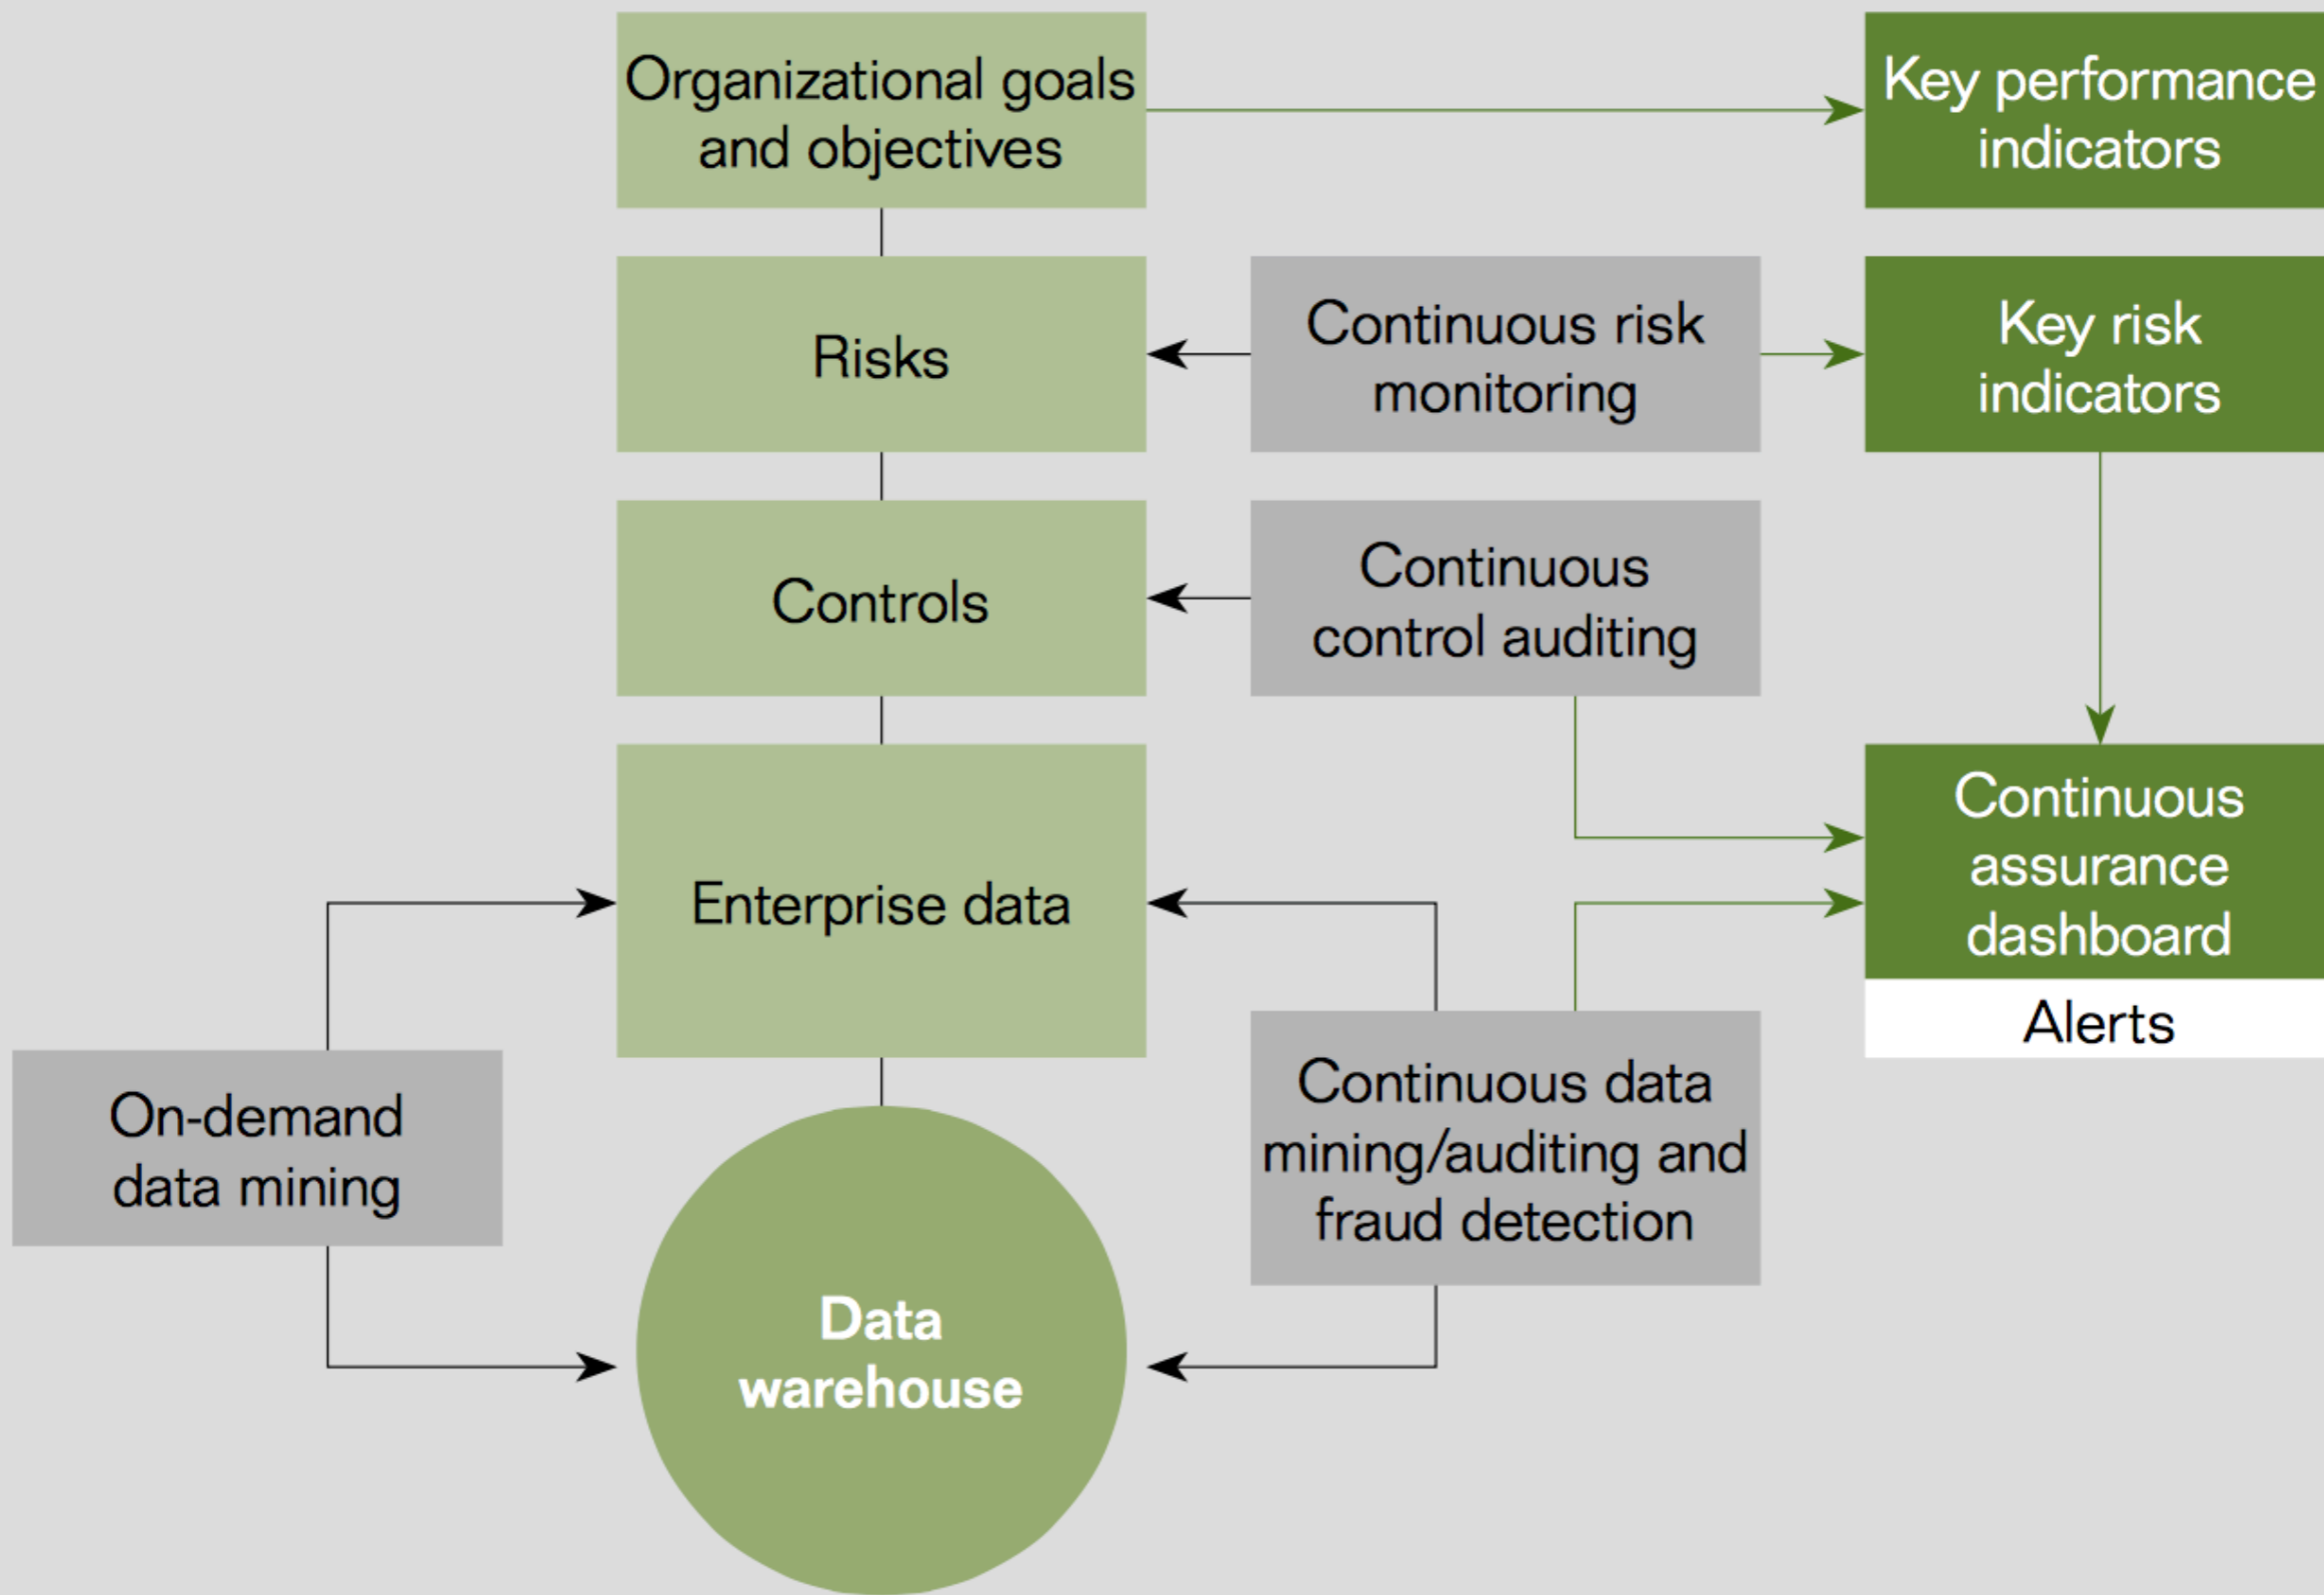 Organizational goals
and objectives
Key performance
indicators
Risks
Continuous risk
monitoring
Key risk
indicators
Controls
Continuous
control auditing
Enterprise data
Continuous
assurance
dashboard
Alerts
On-demand
data mining
Continuous data
mining/auditing and
fraud detection
Data
warehouse